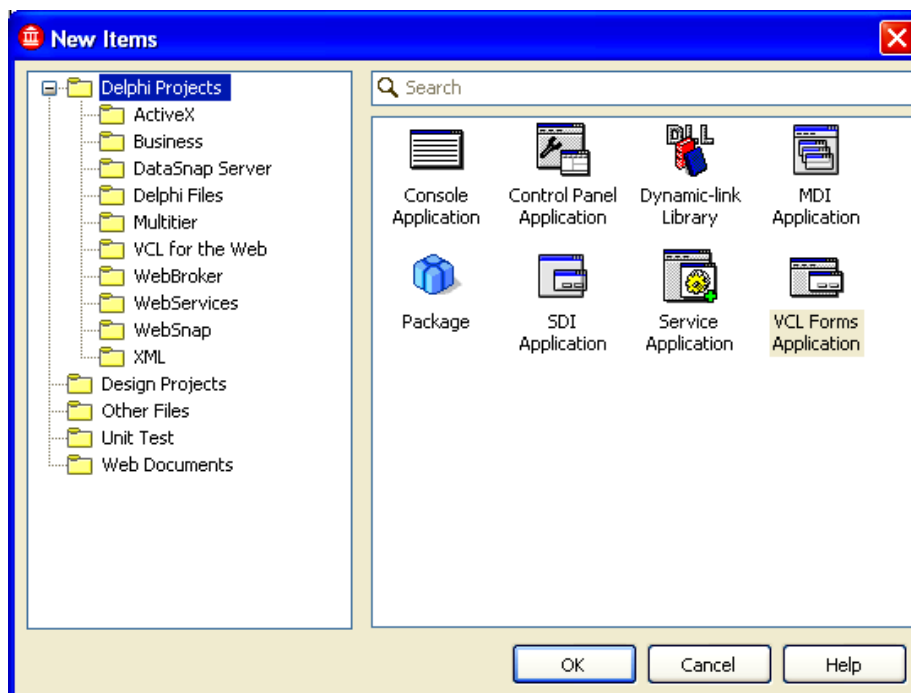 New Items
Delphi Projects
ActiveX
Business
DataSnap Server
Delphi Files
Multitier
VCL for the Web
WebBroker
WebServices
WebSnap
XML
Design Projects
Other Files
Unit Test
Web Documents
Search
DLL
Console
Application
Control Panel
Application
Dynamic-link
Library
MDI
Application
Package
SDI
Application
Service
Application
VCL Forms
Application
OK
Cancel
Help